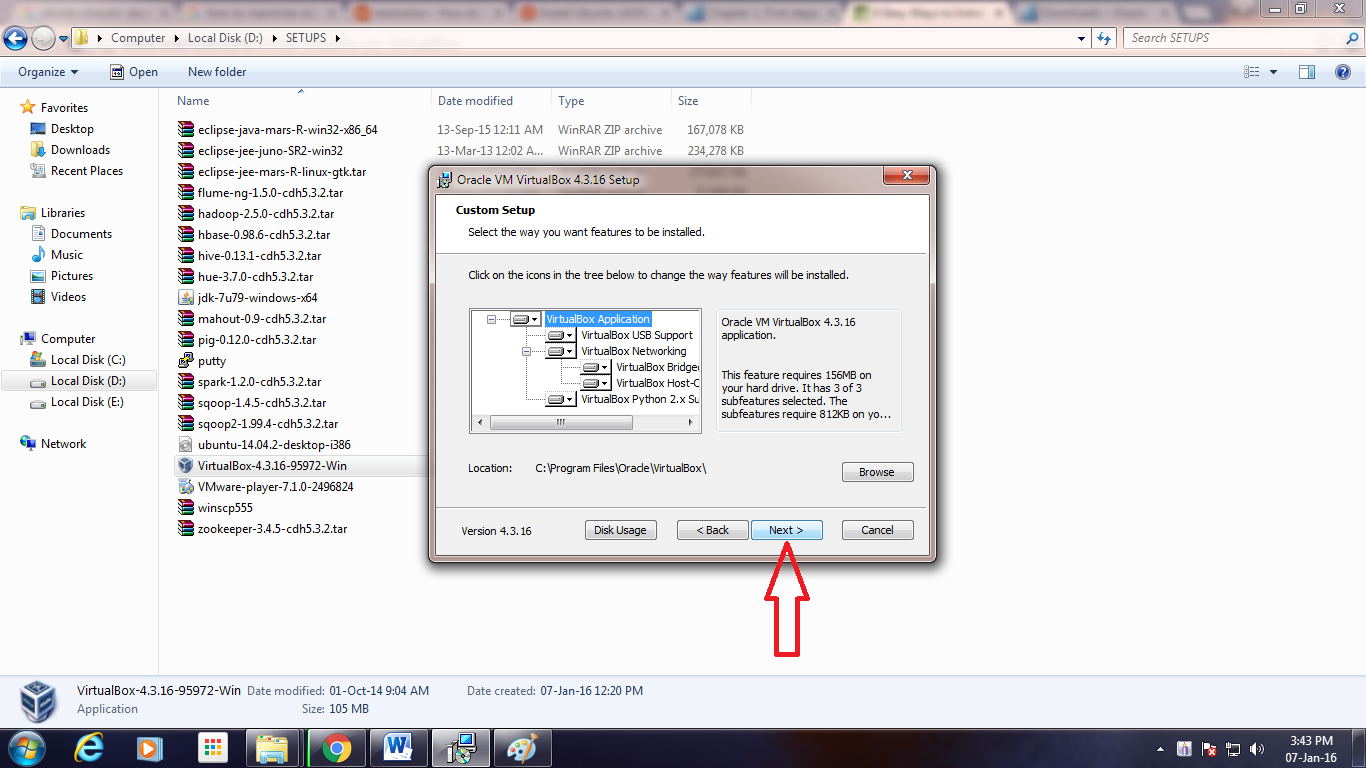 Computer ▸ Local Disk (D:) ▸ SETUPS ▸
Search SETUPS
Organize
Open
New folder
Name
Date modified
Type
Size
Favorites
Desktop
Downloads
Recent Places
Libraries
Documents
Music
Pictures
Videos
Computer
Local Disk (C:)
Local Disk (D:)
Local Disk (E:)
Network
eclipse-java-mars-R-win32-x86_64 13-Sep-15 12:11 AM WinRAR ZIP archive 167,078 KB
eclipse-jee-juno-SR2-win32 13-Mar-13 12:02 A... WinRAR ZIP archive 234,278 KB
eclipse-jee-mars-R-linux-gtk.tar
flume-ng-1.5.0-cdh5.3.2.tar
hadoop-2.5.0-cdh5.3.2.tar
hbase-0.98.6-cdh5.3.2.tar
hive-0.13.1-cdh5.3.2.tar
hue-3.7.0-cdh5.3.2.tar
jdk-7u79-windows-x64
mahout-0.9-cdh5.3.2.tar
pig-0.12.0-cdh5.3.2.tar
putty
spark-1.2.0-cdh5.3.2.tar
sqoop-1.4.5-cdh5.3.2.tar
sqoop2-1.99.4-cdh5.3.2.tar
ubuntu-14.04.2-desktop-i386
VirtualBox-4.3.16-95972-Win
VMware-player-7.1.0-2496824
winscp555
zookeeper-3.4.5-cdh5.3.2.tar
Oracle VM VirtualBox 4.3.16 Setup
Custom Setup
Select the way you want features to be installed.
Click on the icons in the tree below to change the way features will be installed.
VirtualBox Application
VirtualBox USB Support
VirtualBox Networking
VirtualBox Bridged
VirtualBox Host-O
VirtualBox Python 2.x Su
Oracle VM VirtualBox 4.3.16
application.
This feature requires 156MB on
your hard drive. It has 3 of 3
subfeatures selected. The
subfeatures require 812KB on yo...
Location: C:\Program Files\Oracle\VirtualBox\
Browse
Version 4.3.16
Disk Usage
< Back
Next >
Cancel
VirtualBox-4.3.16-95972-Win Date modified: 01-Oct-14 9:04 AM Date created: 07-Jan-16 12:20 PM
Application Size: 105 MB
3:43 PM
07-Jan-16